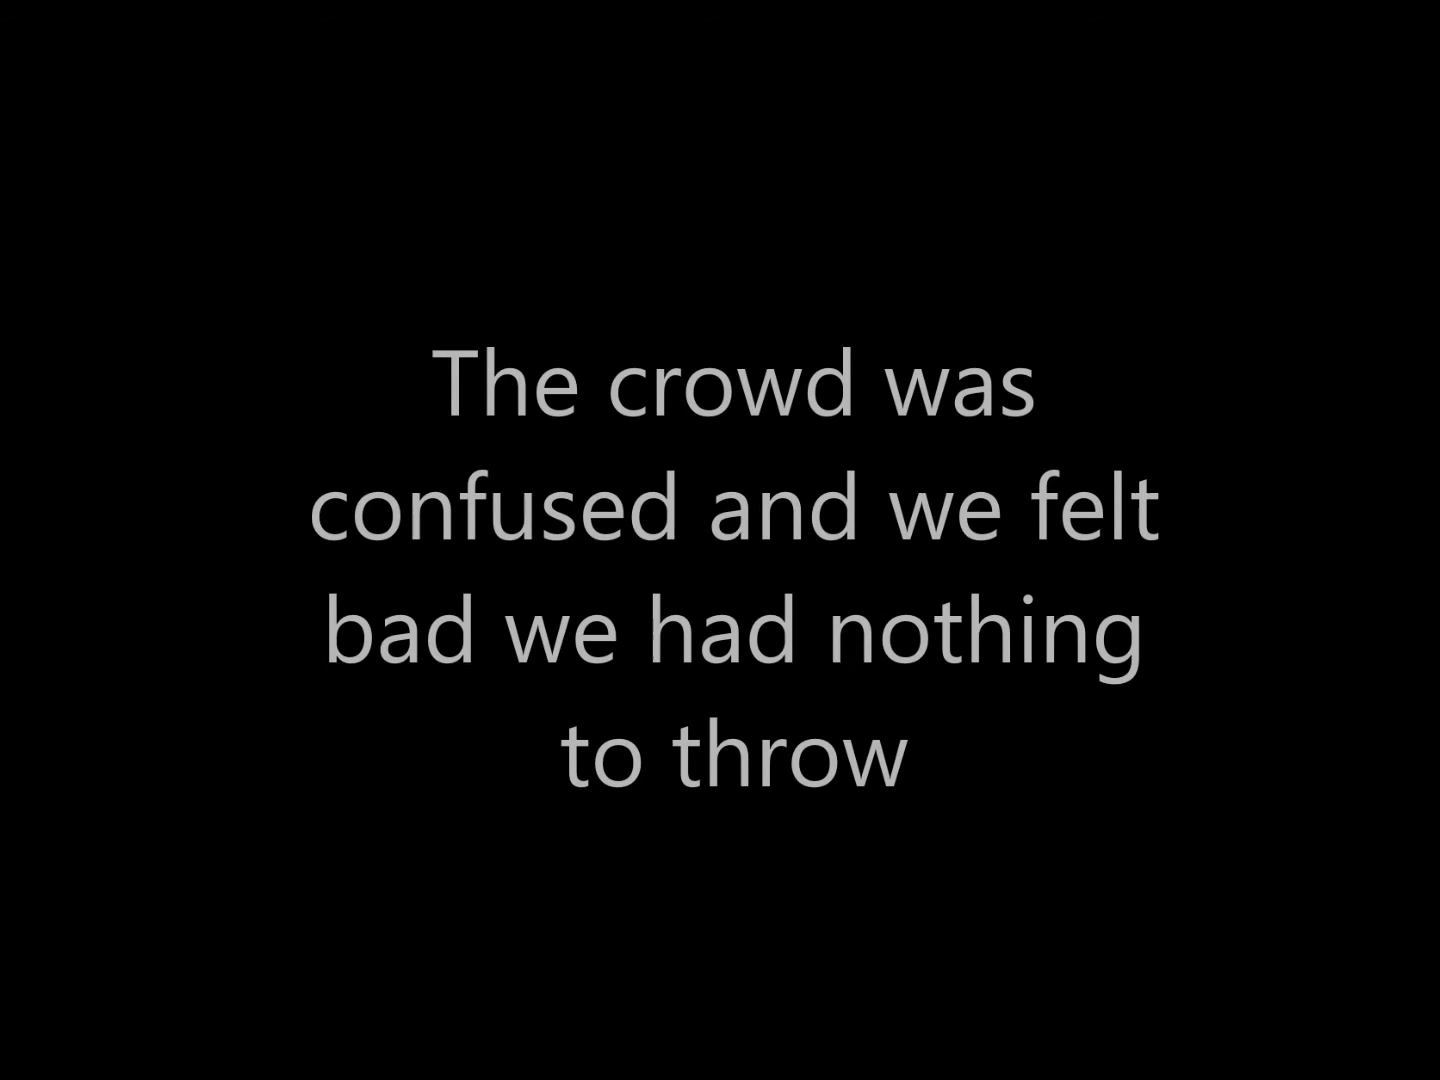 The crowd was
confused and we felt
bad we had nothing
to throw